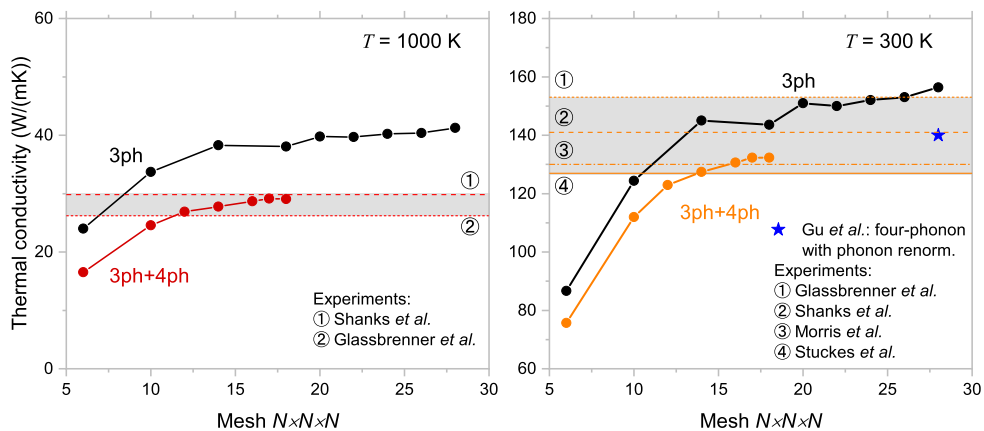 Thermal conductivity (W/(mK))
60
40
20
0
T = 1000 K
3ph
3ph+4ph
①
②
Experiments:
① Shanks et al.
② Glassbrenner et al.
5
10
15
20
25
30
Mesh N×N×N
180
160
140
120
100
80
60
T = 300 K
①
②
③
④
3ph
3ph+4ph
★ Gu et al.: four-phonon
with phonon renorm.
Experiments:
① Glassbrenner et al.
② Shanks et al.
③ Morris et al.
④ Stuckes et al.
5
10
15
20
25
30
Mesh N×N×N